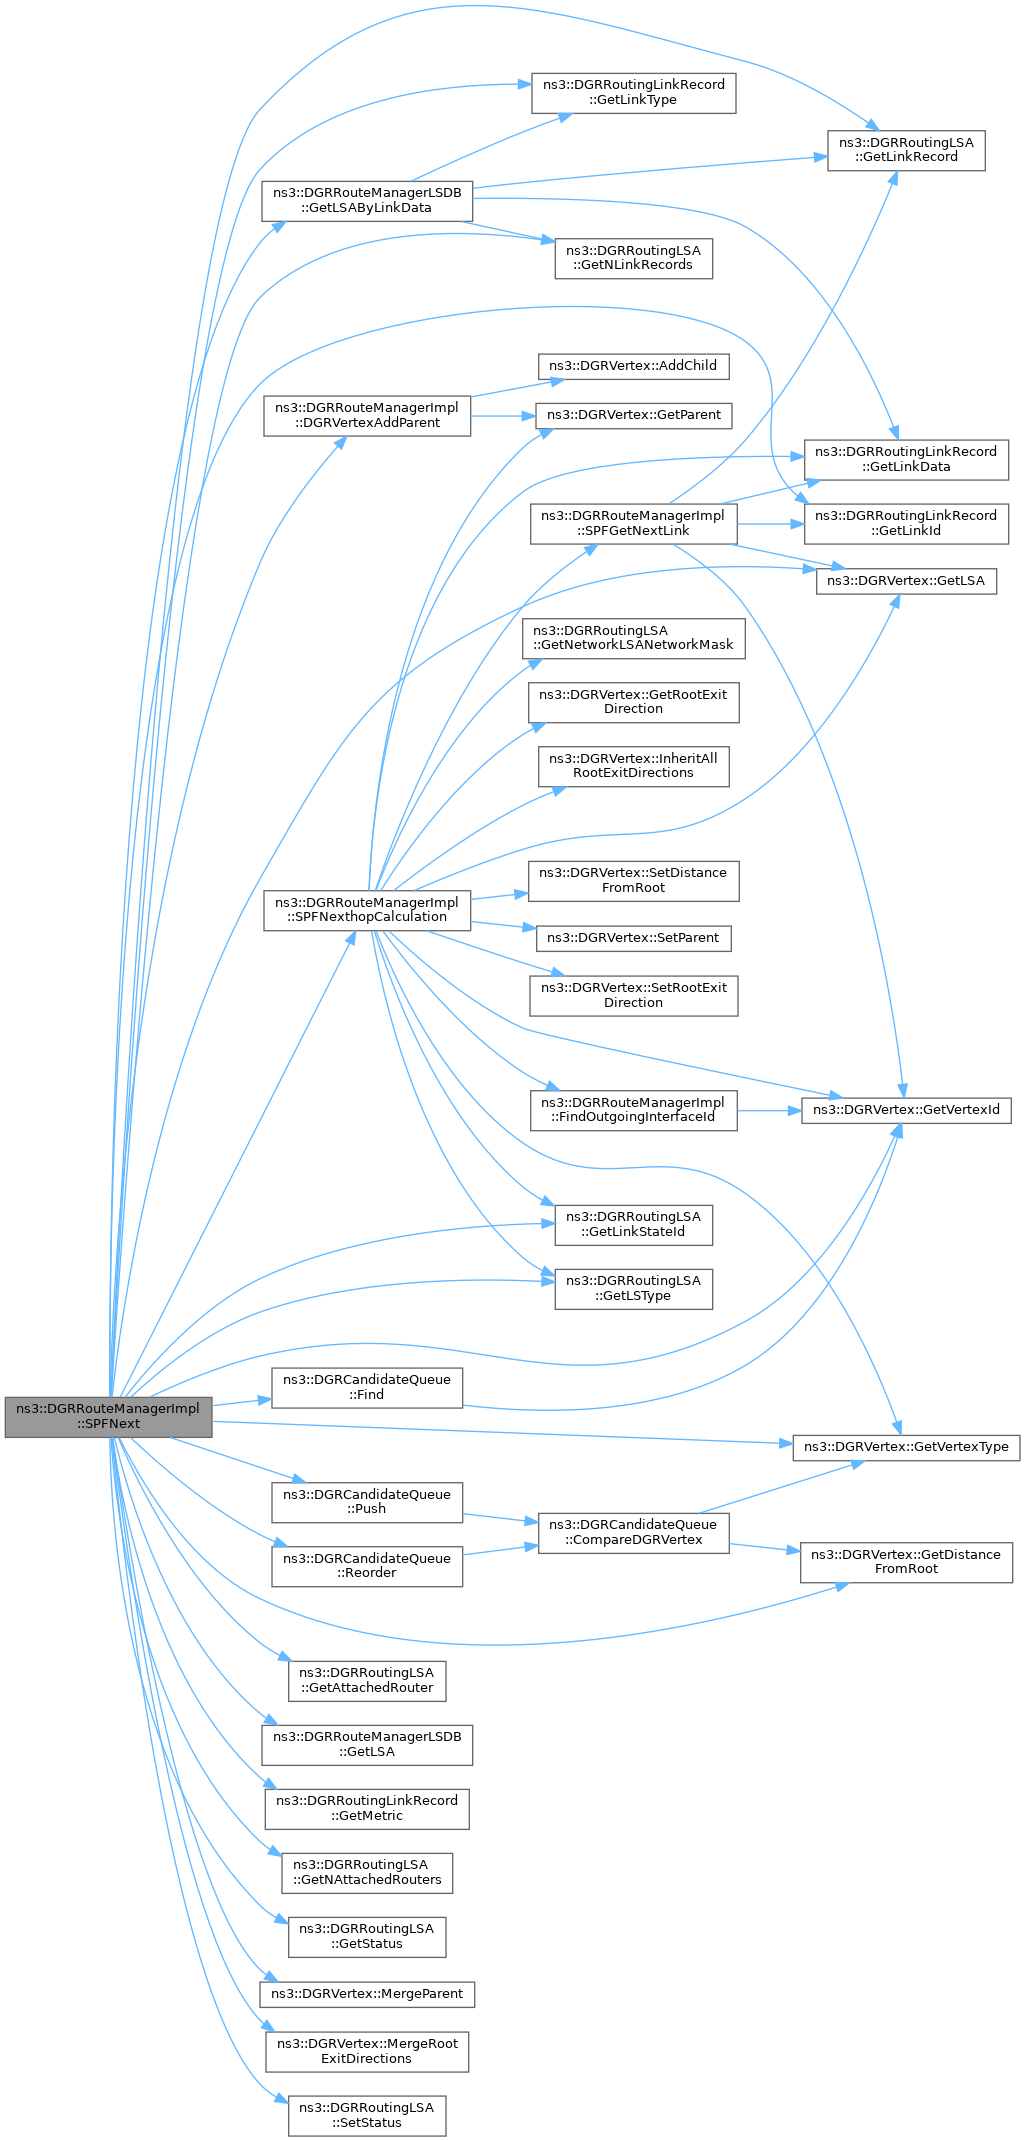 ns3::DGRRoutingLinkRecord
::GetLinkType
ns3::DGRRoutingLSA
::GetLinkRecord
ns3::DGRRouteManagerLSDB
::GetLSAByLinkData
ns3::DGRRoutingLSA
::GetNLinkRecords
ns3::DGRVertex::AddChild
ns3::DGRRouteManagerImpl
::DGRVertexAddParent
ns3::DGRVertex::GetParent
ns3::DGRRoutingLinkRecord
::GetLinkData
ns3::DGRRouteManagerImpl
::SPFGetNextLink
ns3::DGRRoutingLinkRecord
::GetLinkId
ns3::DGRVertex::GetLSA
ns3::DGRRoutingLSA
::GetNetworkLSANetworkMask
ns3::DGRVertex::GetRootExit
Direction
ns3::DGRVertex::InheritAll
RootExitDirections
ns3::DGRVertex::SetDistance
FromRoot
ns3::DGRRouteManagerImpl
::SPFNexthopCalculation
ns3::DGRVertex::SetParent
ns3::DGRVertex::SetRootExit
Direction
ns3::DGRRouteManagerImpl
::FindOutgoingInterfaceId
ns3::DGRVertex::GetVertexId
ns3::DGRRoutingLSA
::GetLinkStateId
ns3::DGRRoutingLSA
::GetLSType
ns3::DGRCandidateQueue
::Find
ns3::DGRRouteManagerImpl
::SPFNext
ns3::DGRVertex::GetVertexType
ns3::DGRCandidateQueue
::Push
ns3::DGRCandidateQueue
::CompareDGRVertex
ns3::DGRCandidateQueue
::Reorder
ns3::DGRVertex::GetDistance
FromRoot
ns3::DGRRoutingLSA
::GetAttachedRouter
ns3::DGRRouteManagerLSDB
::GetLSA
ns3::DGRRoutingLinkRecord
::GetMetric
ns3::DGRRoutingLSA
::GetNAttachedRouters
ns3::DGRRoutingLSA
::GetStatus
ns3::DGRVertex::MergeParent
ns3::DGRVertex::MergeRoot
ExitDirections
ns3::DGRRoutingLSA
::SetStatus